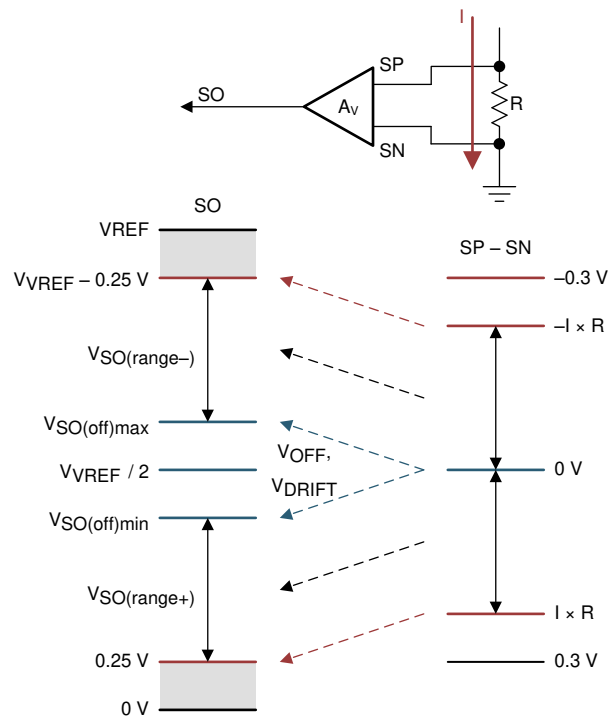 I
SP
SO
AV
R
SN
SO
VREF
SP – SN
VVREF – 0.25 V
–0.3 V
–I × R
VSO(range–)
VSO(off)max
VOFF,
VVREF / 2
0 V
VDRIFT
VSO(off)min
VSO(range+)
I × R
0.25 V
0.3 V
0 V